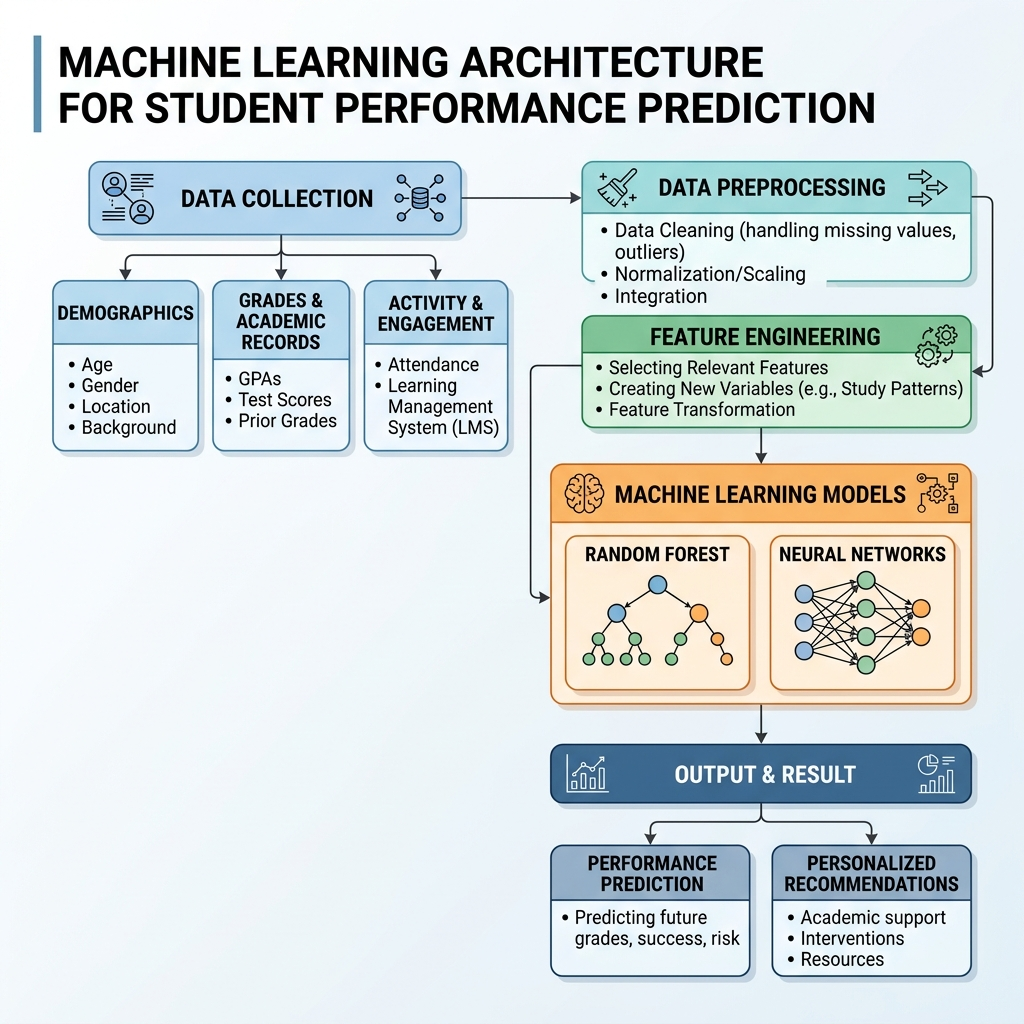 MACHINE LEARNING ARCHITECTURE
FOR STUDENT PERFORMANCE PREDICTION
DATA COLLECTION
DEMOGRAPHICS
• Age
• Gender
• Location
• Background
GRADES &
ACADEMIC
RECORDS
• GPAs
• Test Scores
• Prior Grades
ACTIVITY &
ENGAGEMENT
• Attendance
• Learning
Management
System (LMS)
DATA PREPROCESSING
• Data Cleaning (handling missing values,
outliers)
• Normalization/Scaling
• Integration
FEATURE ENGINEERING
• Selecting Relevant Features
• Creating New Variables (e.g., Study Patterns)
• Feature Transformation
MACHINE LEARNING MODELS
RANDOM FOREST
NEURAL NETWORKS
OUTPUT & RESULT
PERFORMANCE
PREDICTION
• Predicting future
grades, success, risk
PERSONALIZED
RECOMMENDATIONS
• Academic support
• Interventions
• Resources